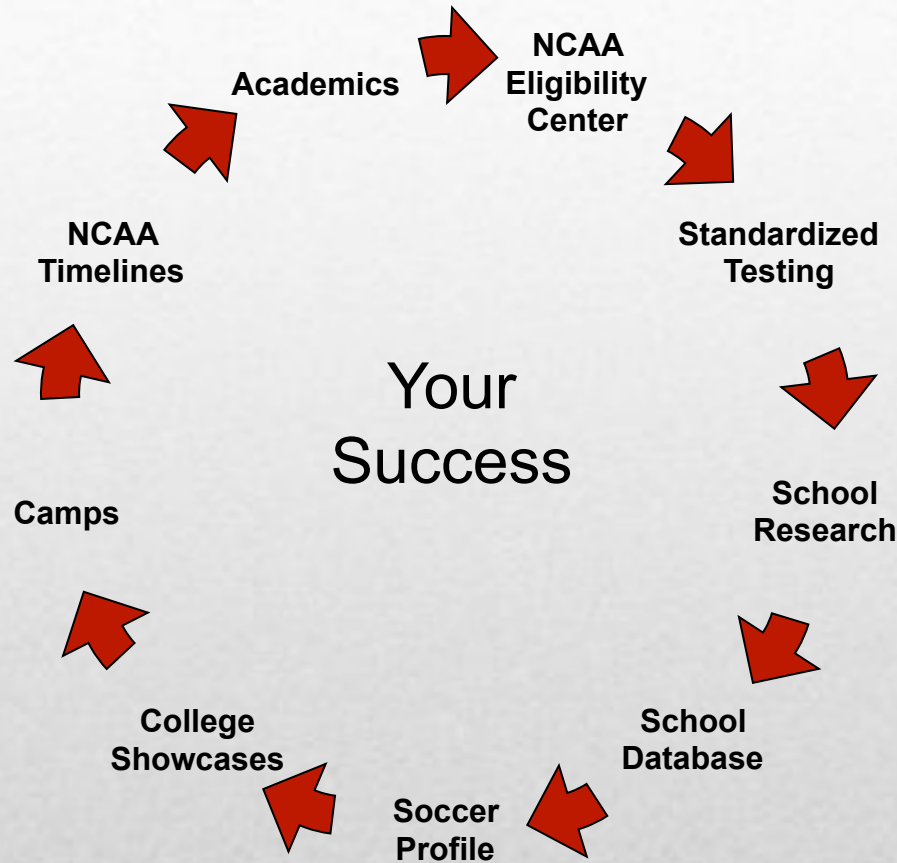 Academics
NCAA
Eligibility
Center
Standardized
Testing
School
Research
School
Database
Soccer
Profile
College
Showcases
Camps
NCAA
Timelines
Your
Success